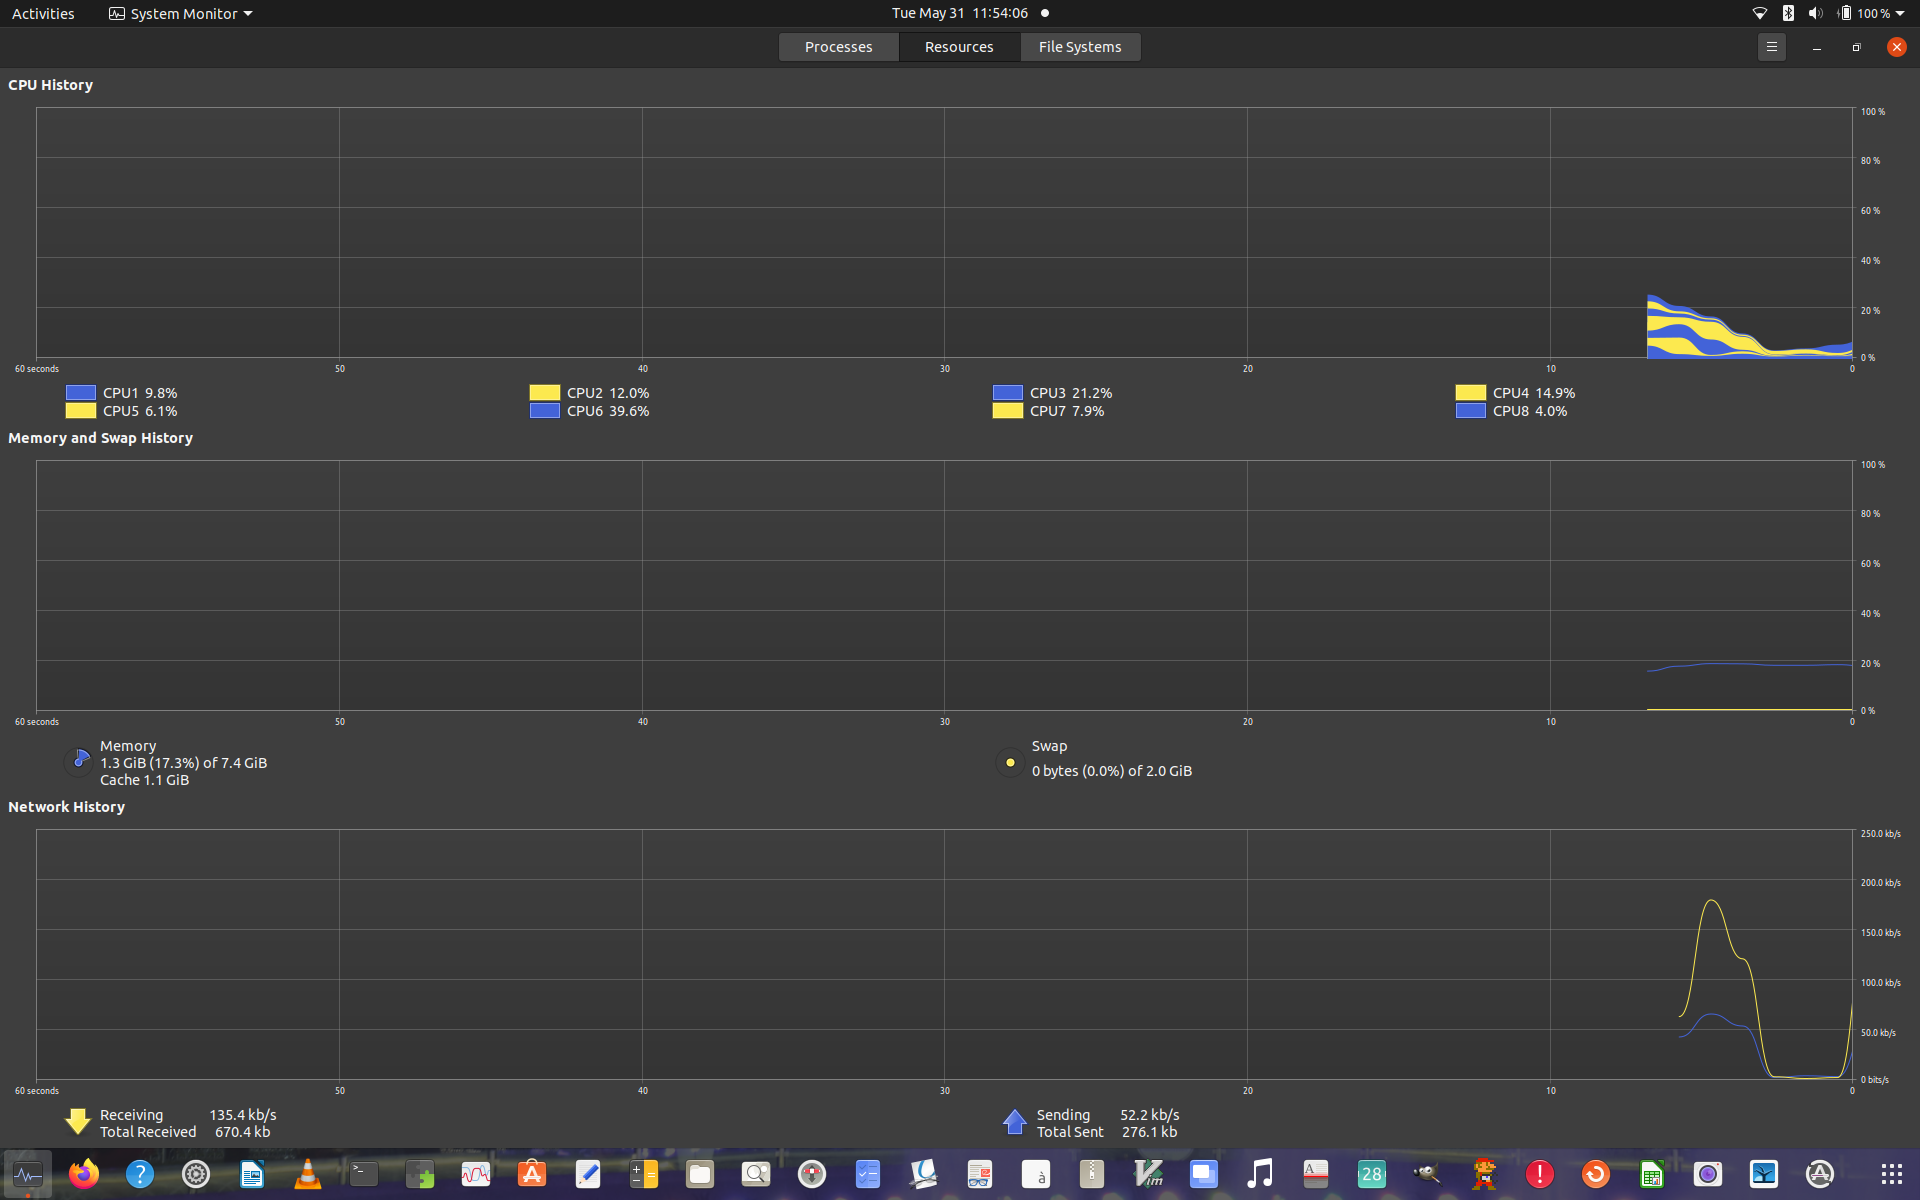 Activities System Monitor Tue May 31 11:54:06 100 %
Processes Resources File Systems
CPU History
100 %
80 %
60 %
40 %
20 %
0 %
60 seconds 50 40 30 20 10 0
CPU1 9.8% CPU2 12.0% CPU3 21.2% CPU4 14.9%
CPU5 6.1% CPU6 39.6% CPU7 7.9% CPU8 4.0%
Memory and Swap History
100 %
80 %
60 %
40 %
20 %
0 %
60 seconds 50 40 30 20 10 0
Memory
1.3 GiB (17.3%) of 7.4 GiB
Cache 1.1 GiB
Swap
0 bytes (0.0%) of 2.0 GiB
Network History
250.0 kb/s
200.0 kb/s
150.0 kb/s
100.0 kb/s
50.0 kb/s
0 bits/s
60 seconds 50 40 30 20 10 0
Receiving 135.4 kb/s
Total Received 670.4 kb
Sending 52.2 kb/s
Total Sent 276.1 kb
? >_ A à Vim A 28 !